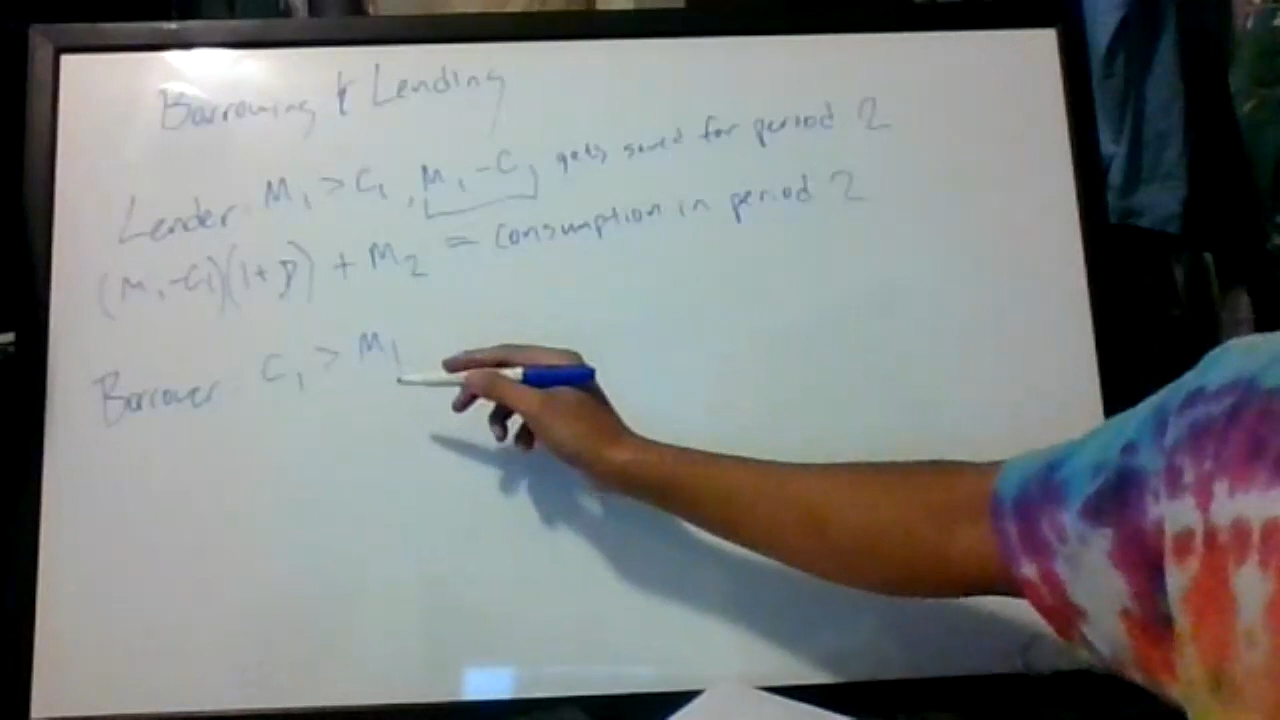 Borrowing & Lending
Lender: M₁ > C₁, M₁ - C₁ gets saved for period 2
(M₁ - C₁)(1 + r) + M₂ = consumption in period 2
Borrower: C₁ > M₁